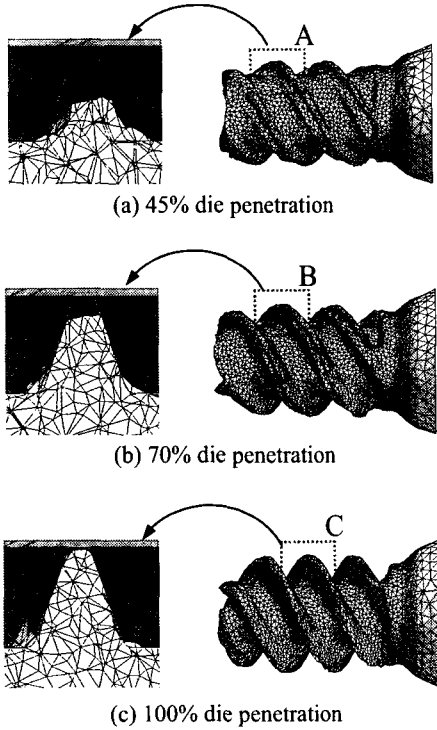 A
(a) 45% die penetration
B
(b) 70% die penetration
C
(c) 100% die penetration